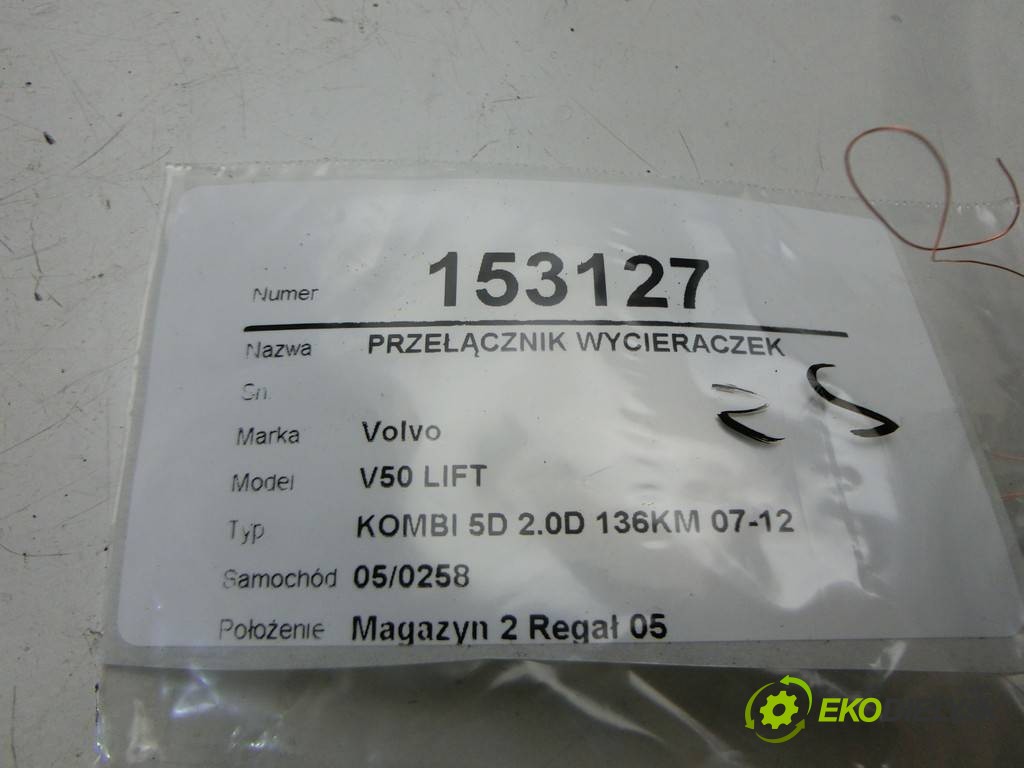 Numer 153127
Nazwa PRZEŁĄCZNIK WYCIERACZEK
Sn.
Marka Volvo
Model V50 LIFT
Typ KOMBI 5D 2.0D 136KM 07-12
Samochód 05/0258
Położenie Magazyn 2 Regał 05
EKO